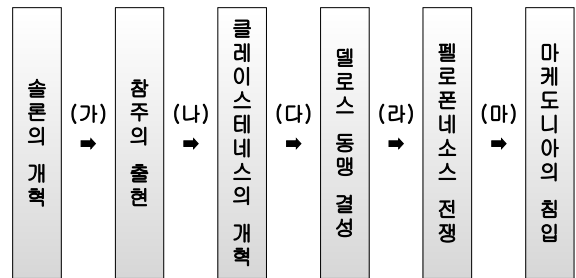 솔론의 개혁
(가)
➡
참주의 출현
(나)
➡
클레이스테네스의 개혁
(다)
➡
델로스 동맹 결성
(라)
➡
펠로폰네소스 전쟁
(마)
➡
마케도니아의 침입